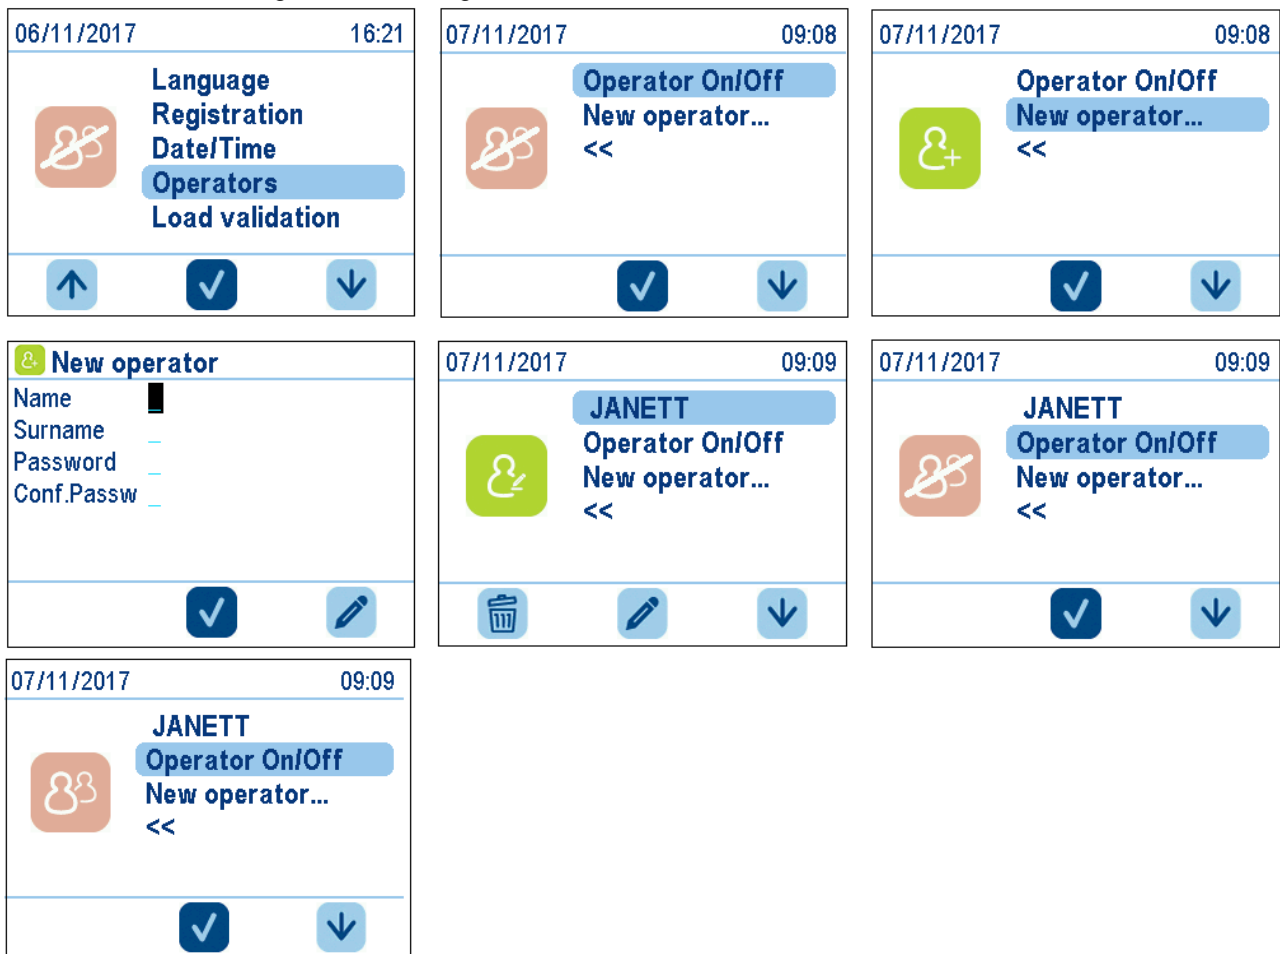 06/11/2017 16:21
Language
Registration
Date/Time
Operators
Load validation
07/11/2017 09:08
Operator On/Off
New operator...
<<
07/11/2017 09:08
Operator On/Off
New operator...
<<
New operator
Name _
Surname _
Password _
Conf.Passw _
07/11/2017 09:09
JANETT
Operator On/Off
New operator...
<<
07/11/2017 09:09
JANETT
Operator On/Off
New operator...
<<
07/11/2017 09:09
JANETT
Operator On/Off
New operator...
<<